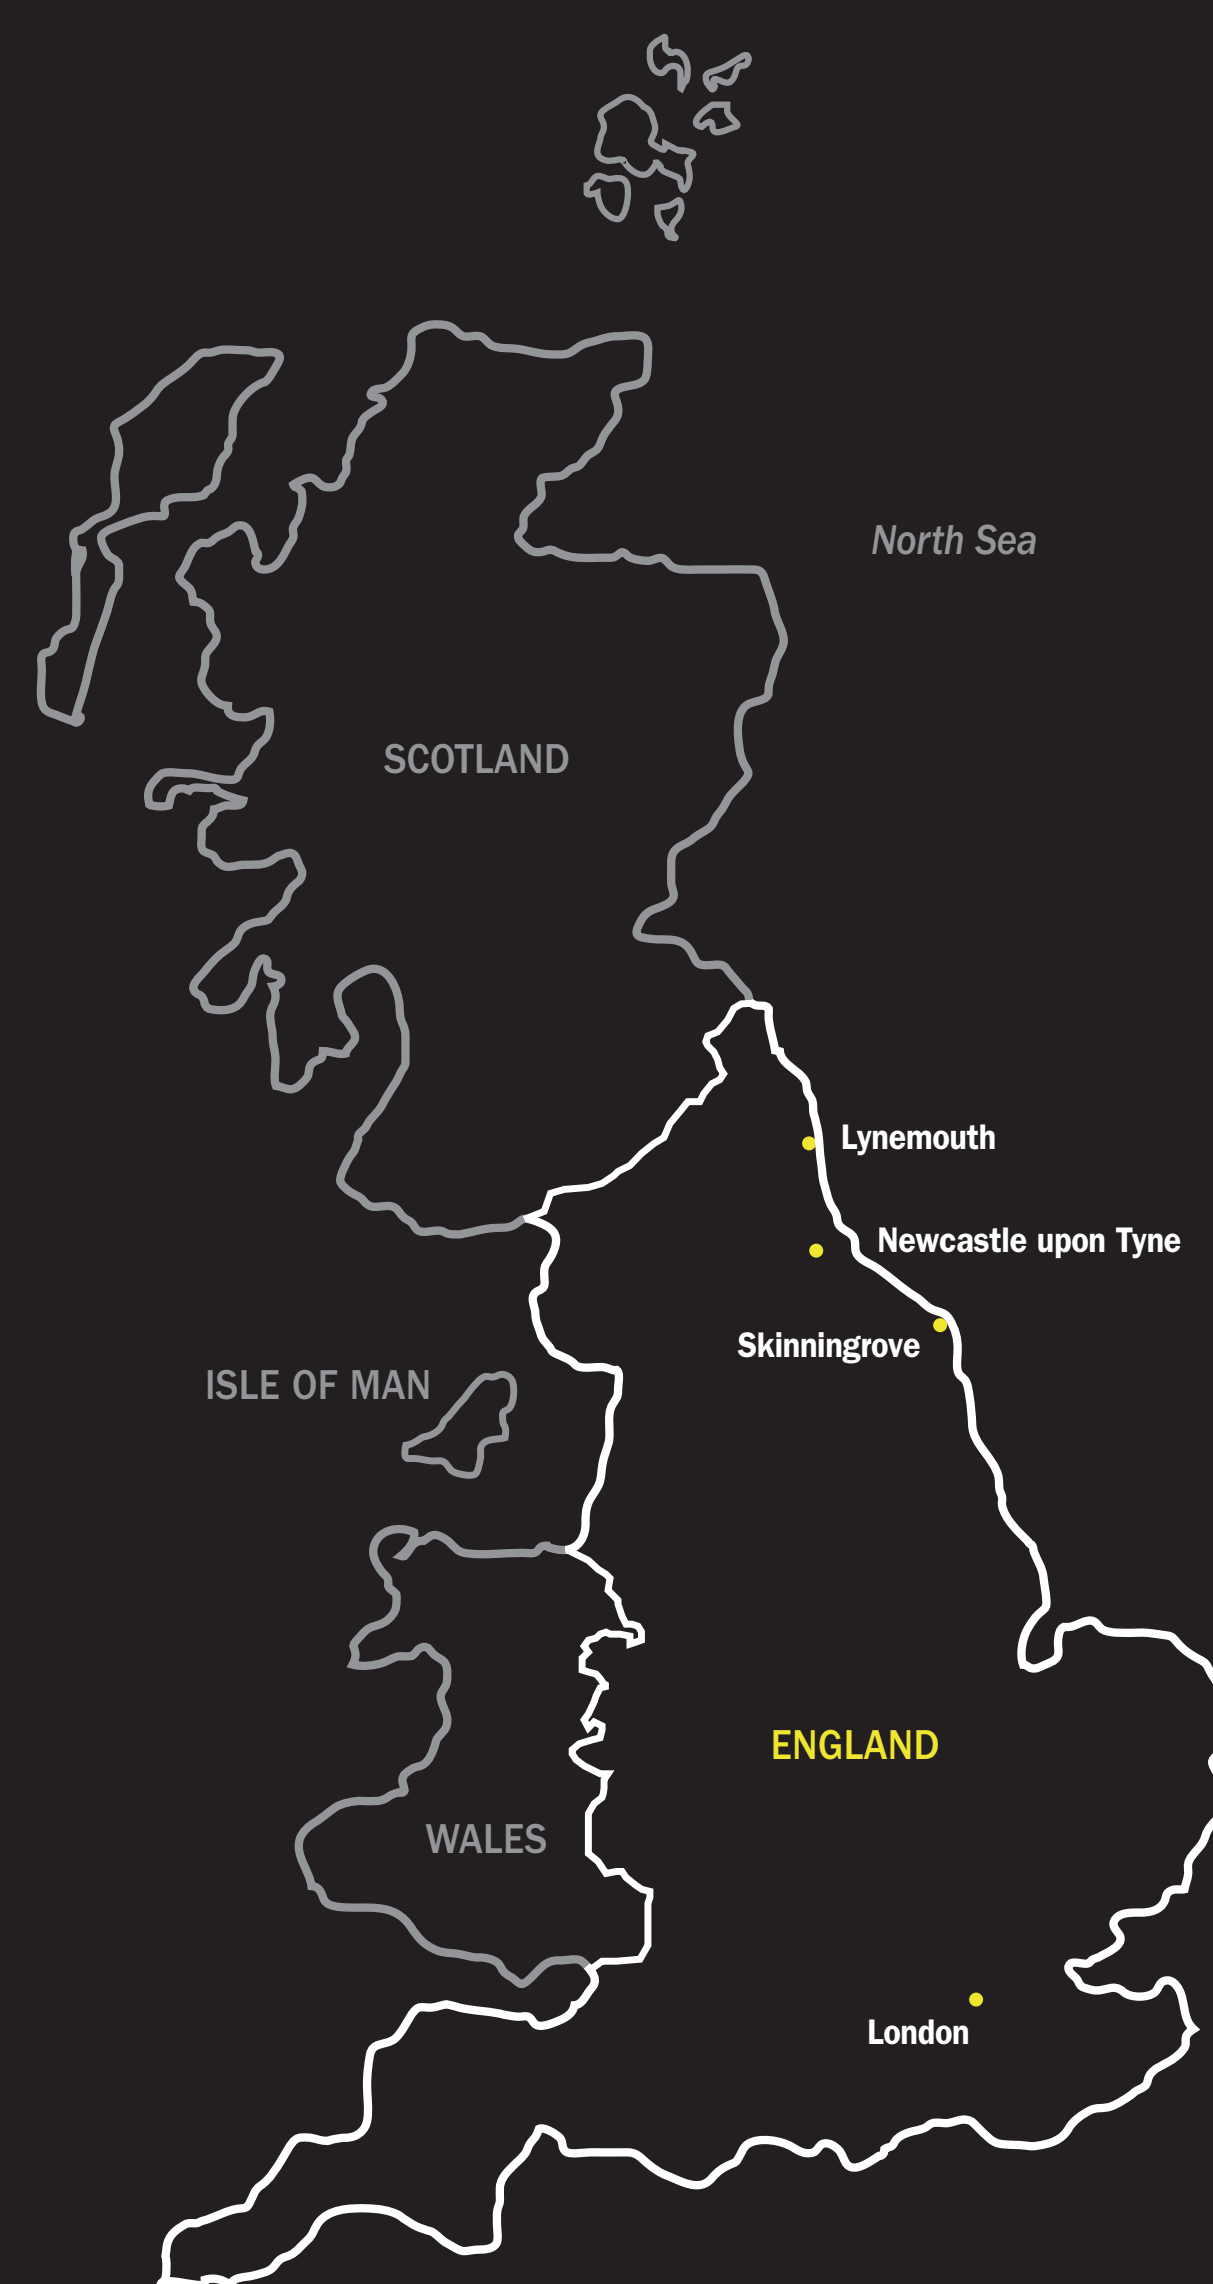 North Sea
SCOTLAND
Lynemouth
Newcastle upon Tyne
Skinningrove
ISLE OF MAN
ENGLAND
WALES
London